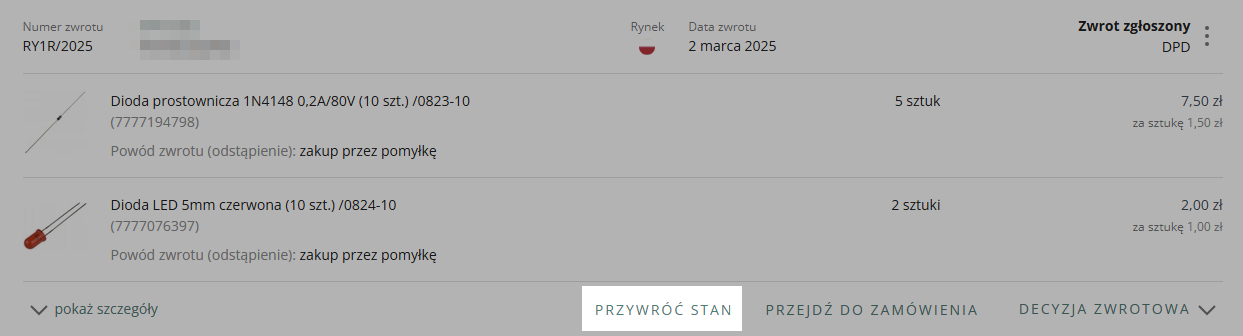 Numer zwrotu
RY1R/2025
Rynek
Data zwrotu
2 marca 2025
Zwrot zgłoszony
DPD
Dioda prostownicza 1N4148 0,2A/80V (10 szt.) /0823-10
(7777194798)
Powód zwrotu (odstąpienie): zakup przez pomyłkę
5 sztuk
7,50 zł
za sztukę 1,50 zł
Dioda LED 5mm czerwona (10 szt.) /0824-10
(7777076397)
Powód zwrotu (odstąpienie): zakup przez pomyłkę
2 sztuki
2,00 zł
za sztukę 1,00 zł
pokaż szczegóły
PRZYWRÓĆ STAN
PRZEJDŹ DO ZAMÓWIENIA
DECYZJA ZWROTOWA